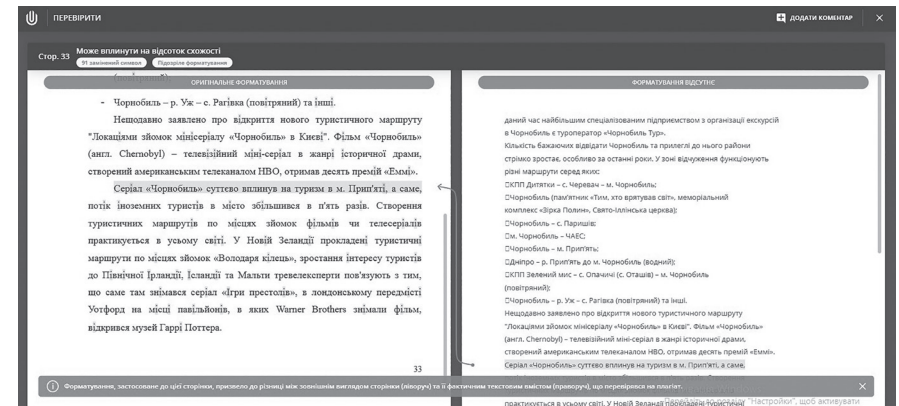 ПЕРЕВІРИТИ
ДОДАТИ КОМЕНТАР
Стор. 33
Може вплинути на відсоток схожості
91 замінений символ
Підозріле форматування
ОРИГІНАЛЬНЕ ФОРМАТУВАННЯ
- Чорнобиль – р. Уж – с. Рагівка (повітряний) та інші.
Нещодавно заявлено про відкриття нового туристичного маршруту
"Локаціями зйомок мінісеріалу «Чорнобиль» в Києві". Фільм «Чорнобиль»
(англ. Chernobyl) – телевізійний міні-серіал в жанрі історичної драми,
створений американським телеканалом HBO, отримав десять премій «Еммі».
Серіал «Чорнобиль» суттєво вплинув на туризм в м. Прип'яті, а саме,
потік іноземних туристів в місто збільшився в п'ять разів. Створення
туристичних маршрутів по місцях зйомок фільмів чи телесеріалів
практикується в усьому світі. У Новій Зеландії прокладені туристичні
маршрути по місцях зйомок «Володаря кілець», зростання інтересу туристів
до Північної Ірландії, Ісландії та Мальти тревелексперти пов'язують з тим,
що саме там знімався серіал «Ігри престолів», в лондонському передмісті
Уотфорд на місці павільйонів, в яких Warner Brothers знімали фільм,
відкрився музей Гаррі Поттера.
33
ФОРМАТУВАННЯ ВІДСУТНЄ
даний час найбільшим спеціалізованим підприємством з організації екскурсій
в Чорнобиль є туроператор «Чорнобиль Тур».
Кількість бажаючих відвідати Чорнобиль та прилеглі до нього райони
стрімко зростає, особливо за останні роки. У зоні відчуження функціонують
різні маршрути серед яких:
КПП Дитятки – с. Черевач – м. Чорнобиль;
Чорнобиль (пам'ятник «Тим, хто врятував світ», меморіальний
комплекс «Зірка Полин», Свято-Іллінська церква);
Чорнобиль – с. Паришів;
м. Чорнобиль – ЧАЕС;
Чорнобиль – м. Прип'ять;
Дніпро – р. Прип'ять до м. Чорнобиль (водний);
КПП Зелений мис – с. Опачичі (с. Оташів) – м. Чорнобиль
(повітряний);
Чорнобиль – р. Уж – с. Рагівка (повітряний) та інші.
Нещодавно заявлено про відкриття нового туристичного маршруту
"Локаціями зйомок мінісеріалу «Чорнобиль» в Києві". Фільм «Чорнобиль»
(англ. Chernobyl) – телевізійний міні-серіал в жанрі історичної драми,
створений американським телеканалом HBO, отримав десять премій «Еммі».
Серіал «Чорнобиль» суттєво вплинув на туризм в м. Прип'яті, а саме,
Форматування, застосоване до цієї сторінки, призвело до різниці між зовнішнім виглядом сторінки (ліворуч) та її фактичним текстовим вмістом (праворуч), що перевірявся на плагіат.
практикується в усьому світі. У Новій Зеландії прокладені туристичні
"Настройки", щоб активувати